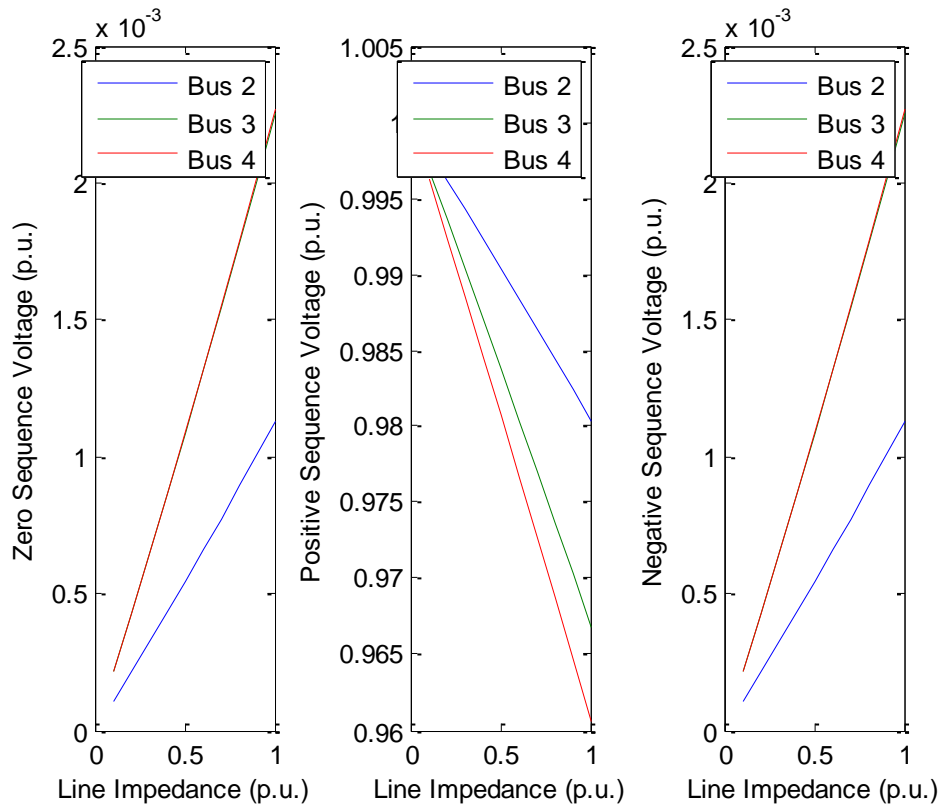 x 10-3
2.5
2
1.5
1
0.5
0
Zero Sequence Voltage (p.u.)
Bus 2
Bus 3
Bus 4
0
0.5
1
Line Impedance (p.u.)
1.005
0.995
0.99
0.985
0.98
0.975
0.97
0.965
0.96
Positive Sequence Voltage (p.u.)
Bus 2
Bus 3
Bus 4
0
0.5
1
Line Impedance (p.u.)
x 10-3
2.5
2
1.5
1
0.5
0
Negative Sequence Voltage (p.u.)
Bus 2
Bus 3
Bus 4
0
0.5
1
Line Impedance (p.u.)